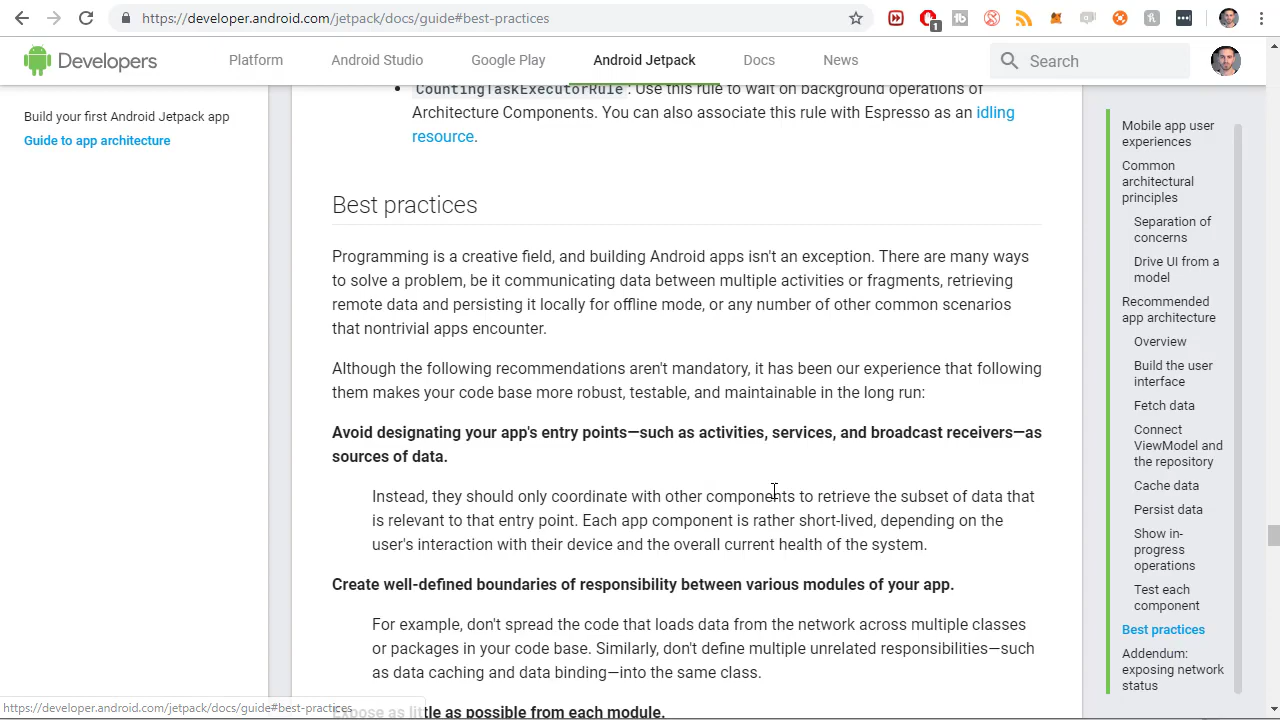 https://developer.android.com/jetpack/docs/guide#best-practices
1
Developers
Platform
Android Studio
Google Play
Android Jetpack
Docs
News
Search
Build your first Android Jetpack app
Guide to app architecture
CountingTaskExecutorRule: Use this rule to wait on background operations of
Architecture Components. You can also associate this rule with Espresso as an idling
resource.
Best practices
Programming is a creative field, and building Android apps isn't an exception. There are many ways
to solve a problem, be it communicating data between multiple activities or fragments, retrieving
remote data and persisting it locally for offline mode, or any number of other common scenarios
that nontrivial apps encounter.
Although the following recommendations aren't mandatory, it has been our experience that following
them makes your code base more robust, testable, and maintainable in the long run:
Avoid designating your app's entry points—such as activities, services, and broadcast receivers—as
sources of data.
Instead, they should only coordinate with other components to retrieve the subset of data that
is relevant to that entry point. Each app component is rather short-lived, depending on the
user's interaction with their device and the overall current health of the system.
Create well-defined boundaries of responsibility between various modules of your app.
For example, don't spread the code that loads data from the network across multiple classes
or packages in your code base. Similarly, don't define multiple unrelated responsibilities—such
as data caching and data binding—into the same class.
Expose as little as possible from each module.
Mobile app user
experiences
Common
architectural
principles
Separation of
concerns
Drive UI from a
model
Recommended
app architecture
Overview
Build the user
interface
Fetch data
Connect
ViewModel and
the repository
Cache data
Persist data
Show in-
progress
operations
Test each
component
Best practices
Addendum:
exposing network
status
https://developer.android.com/jetpack/docs/guide#best-practices